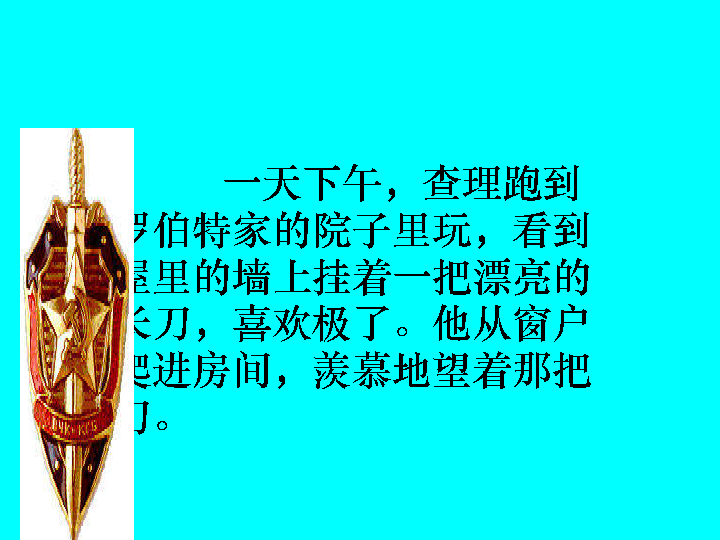 一天下午，查理跑到
罗伯特家的院子里玩，看到
屋里的墙上挂着一把漂亮的
长刀，喜欢极了。他从窗户
爬进房间，羡慕地望着那把
刀。